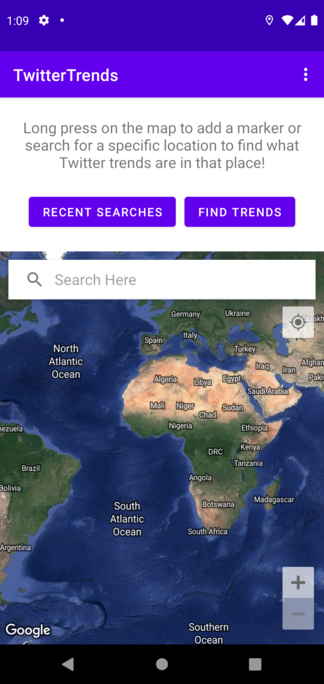 1:09
TwitterTrends
Long press on the map to add a marker or
search for a specific location to find what
Twitter trends are in that place!
RECENT SEARCHES
FIND TRENDS
Search Here
Germany
Ukraine
Spain
Italy
Turkey
North
Atlantic
Ocean
Iraq
Iran
Afghan
Algeria
Libya
Egypt
Saudi Arabia
Paki
Mali
Niger
Chad
Sudan
Nigeria
Ethiopia
ezuela
DRC
Kenya
Tanzania
Brazil
Bolivia
Angola
Botswana
Madagascar
South
Atlantic
Ocean
South Africa
Argentina
Google
Southern
Ocean